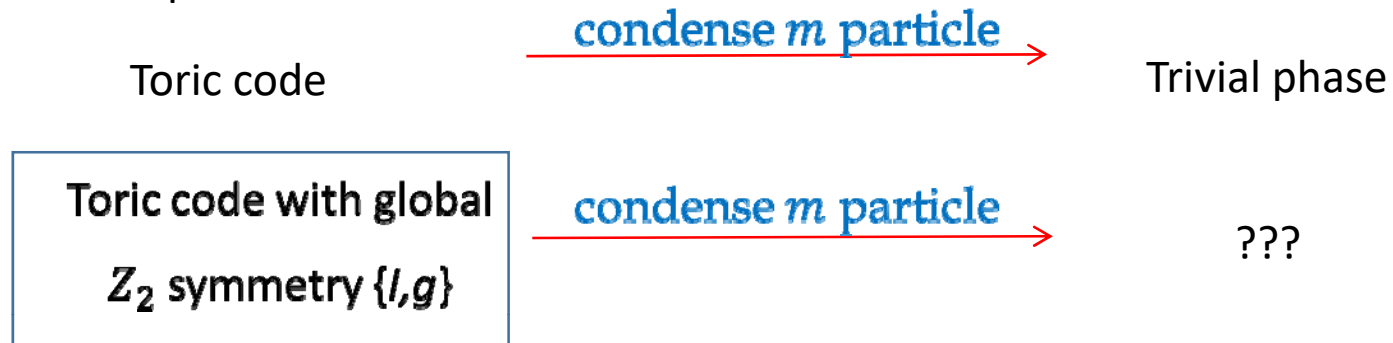 condense m particle
Toric code
Trivial phase
Toric code with global
Z₂ symmetry {I,g}
condense m particle
???